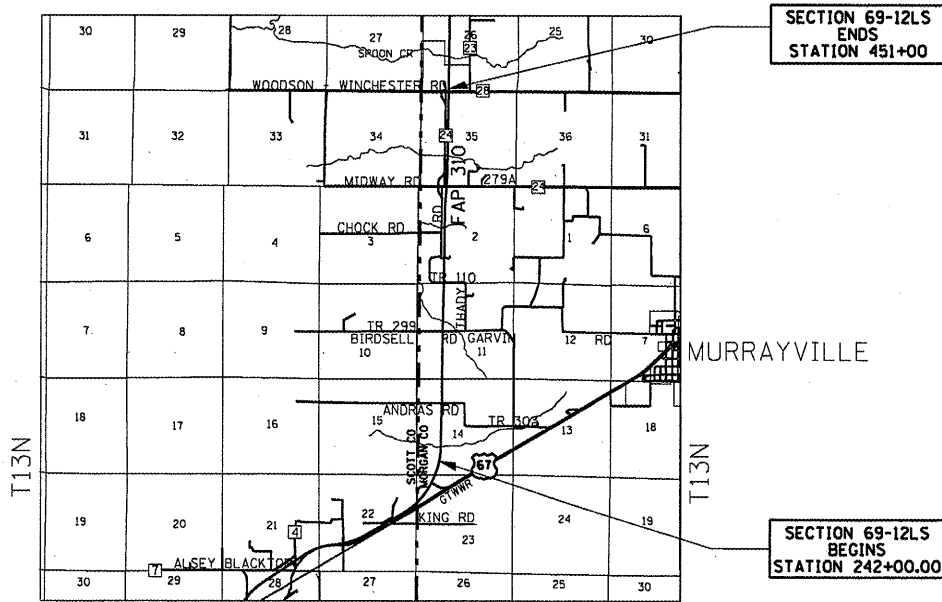 SECTION 69-12LS
ENDS
STATION 451+00
30 29 28 27 26 25 30
SPOON CR
23
WOODSON - WINCHESTER RD
28
31 32 33 34 35 36 31
24
FAP 310
MIDWAY RD
279A
24
RD
CHOCK RD
6 5 4 3 2 1 6
TR 110
THADY
TR 299
7 8 9 10 11 12 7
BIRDSELL RD GARVIN RD
MURRAYVILLE
ANDRAS RD
18 17 16 15 14 13 18
TR 303
T13N
T13N
SCOTT CO
MORGAN CO
67
GTWWR
19 20 21 22 23 24 19
KING RD
4
ALSEY BLACKTOP
7
30 29 28 27 26 25 30
SECTION 69-12LS
BEGINS
STATION 242+00.00